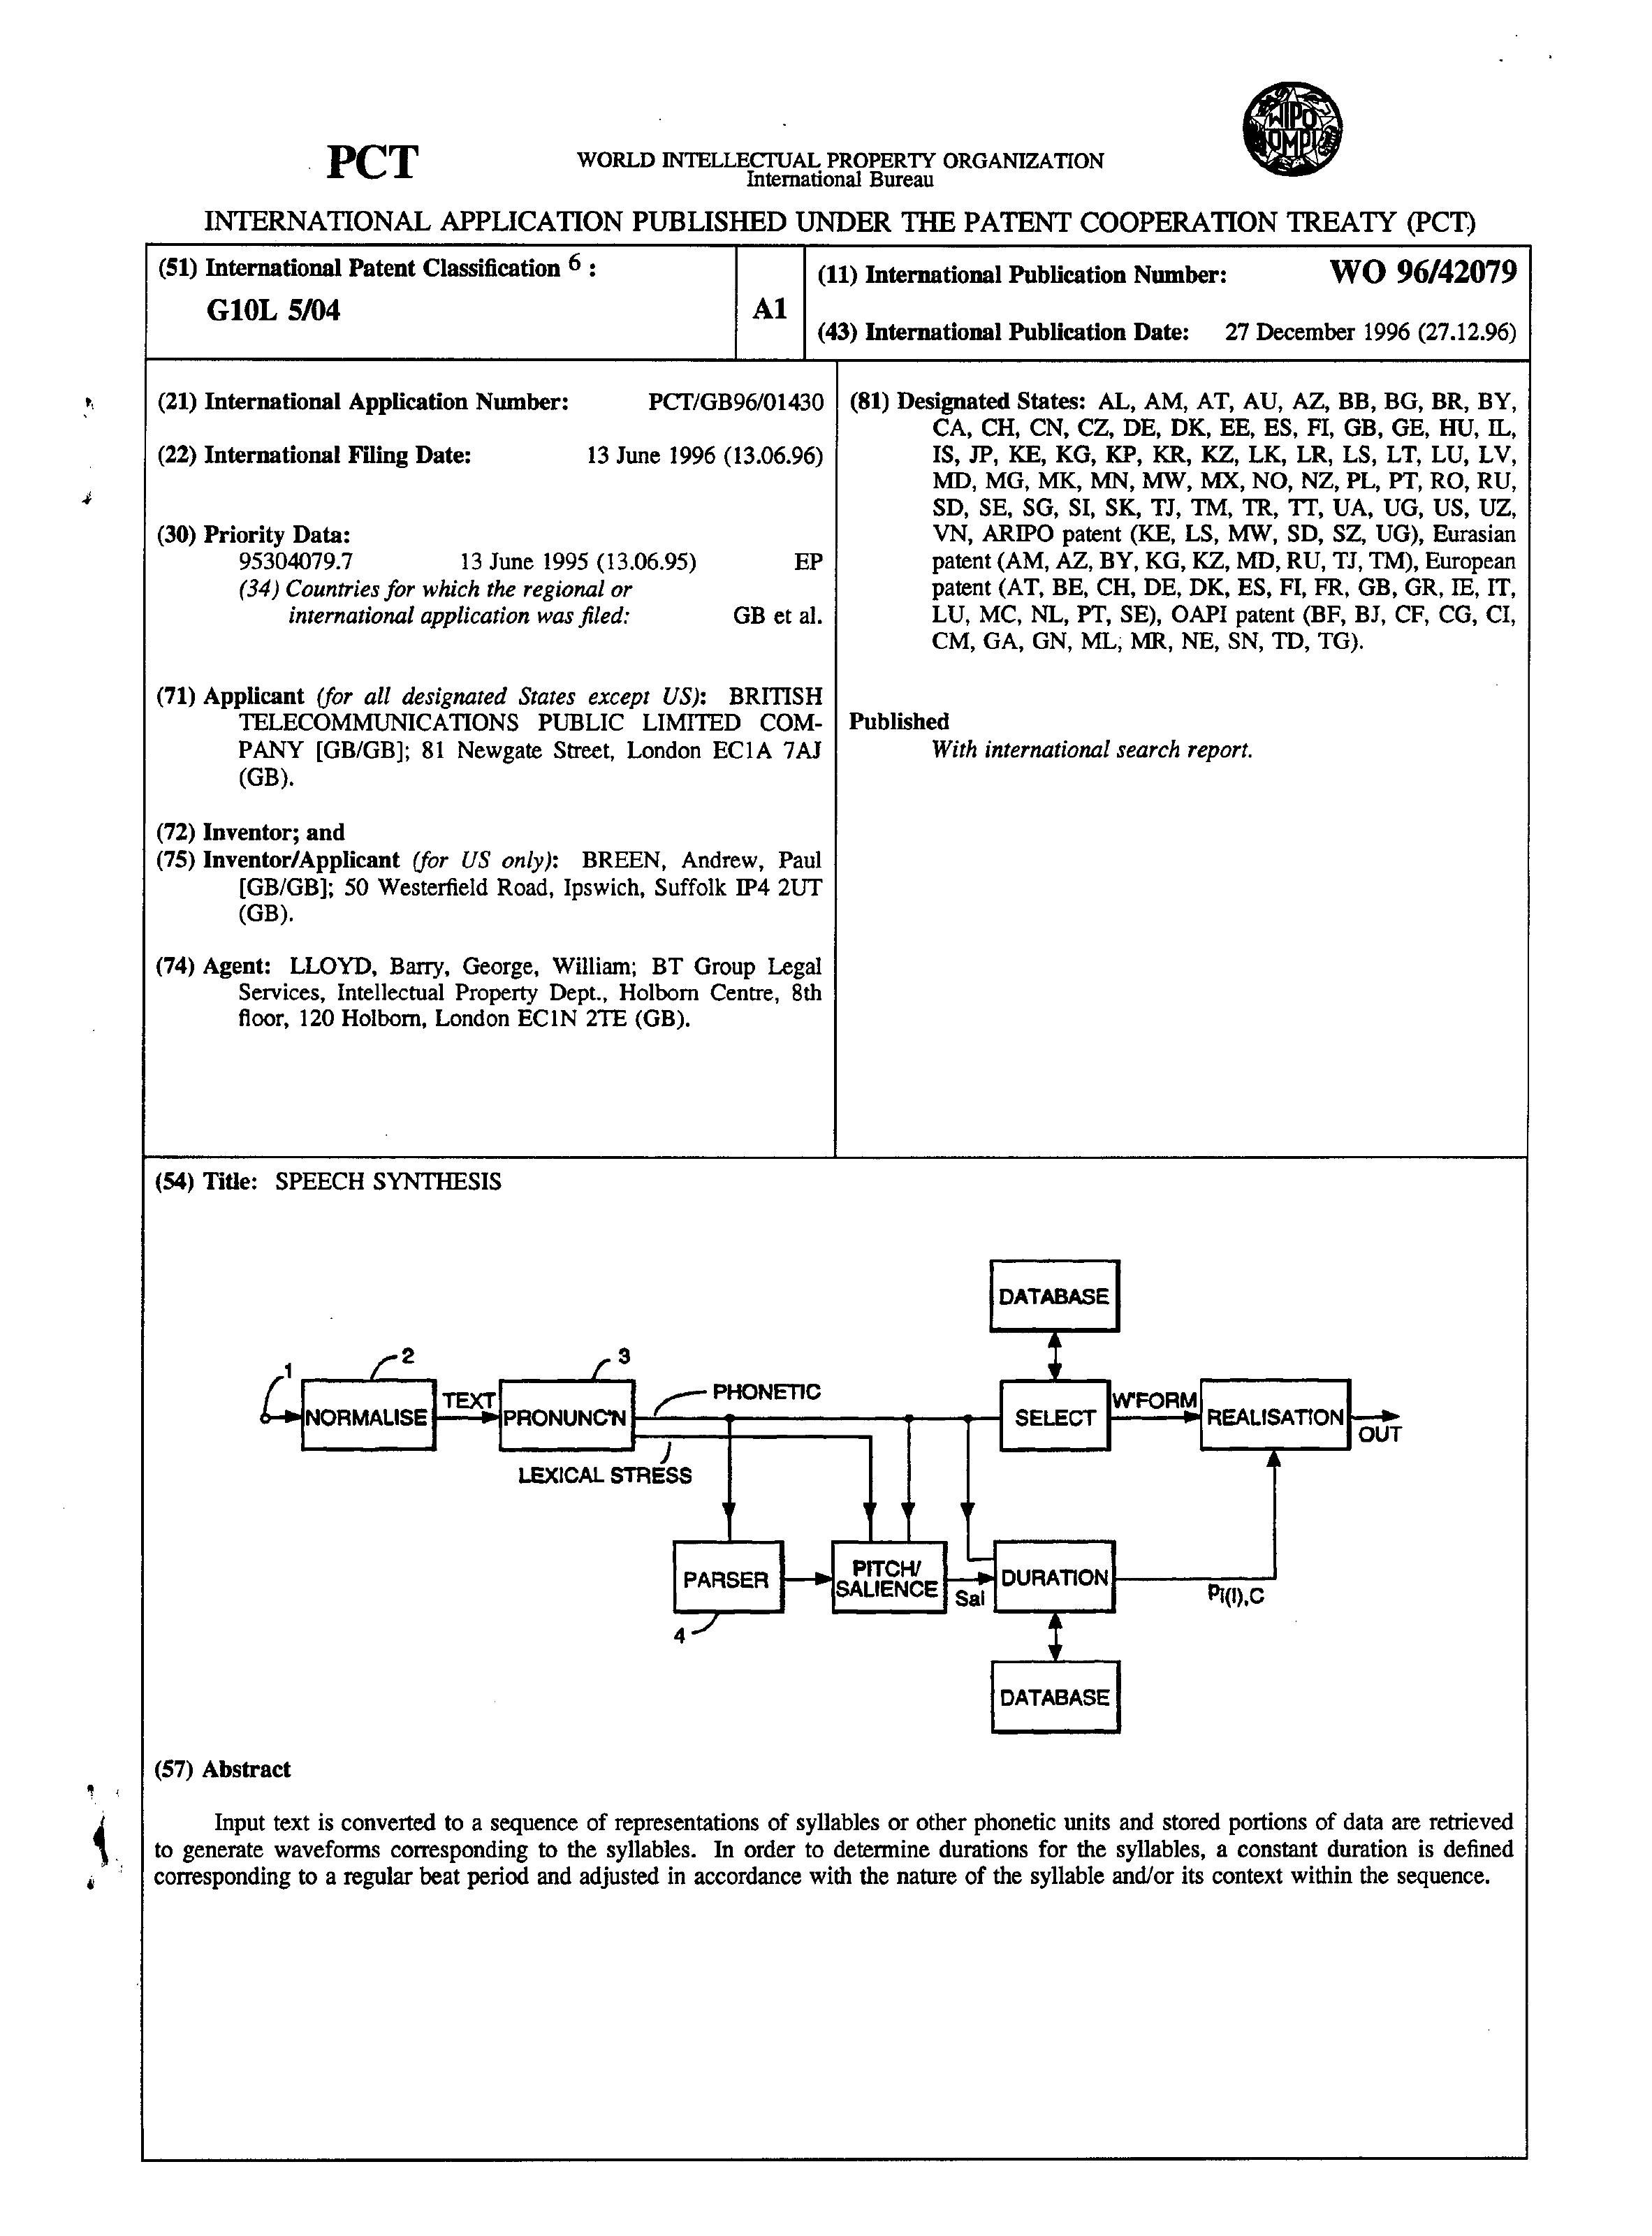 WIPO
OMPI
PCT
WORLD INTELLECTUAL PROPERTY ORGANIZATION
International Bureau
INTERNATIONAL APPLICATION PUBLISHED UNDER THE PATENT COOPERATION TREATY (PCT)
(51) International Patent Classification 6 :
G10L 5/04
A1
(11) International Publication Number: WO 96/42079
(43) International Publication Date: 27 December 1996 (27.12.96)
(21) International Application Number: PCT/GB96/01430
(22) International Filing Date: 13 June 1996 (13.06.96)
(30) Priority Data:
95304079.7 13 June 1995 (13.06.95) EP
(34) Countries for which the regional or
international application was filed: GB et al.
(71) Applicant (for all designated States except US): BRITISH
TELECOMMUNICATIONS PUBLIC LIMITED COM-
PANY [GB/GB]; 81 Newgate Street, London EC1A 7AJ
(GB).
(72) Inventor; and
(75) Inventor/Applicant (for US only): BREEN, Andrew, Paul
[GB/GB]; 50 Westerfield Road, Ipswich, Suffolk IP4 2UT
(GB).
(74) Agent: LLOYD, Barry, George, William; BT Group Legal
Services, Intellectual Property Dept., Holborn Centre, 8th
floor, 120 Holborn, London EC1N 2TE (GB).
(81) Designated States: AL, AM, AT, AU, AZ, BB, BG, BR, BY,
CA, CH, CN, CZ, DE, DK, EE, ES, FI, GB, GE, HU, IL,
IS, JP, KE, KG, KP, KR, KZ, LK, LR, LS, LT, LU, LV,
MD, MG, MK, MN, MW, MX, NO, NZ, PL, PT, RO, RU,
SD, SE, SG, SI, SK, TJ, TM, TR, TT, UA, UG, US, UZ,
VN, ARIPO patent (KE, LS, MW, SD, SZ, UG), Eurasian
patent (AM, AZ, BY, KG, KZ, MD, RU, TJ, TM), European
patent (AT, BE, CH, DE, DK, ES, FI, FR, GB, GR, IE, IT,
LU, MC, NL, PT, SE), OAPI patent (BF, BJ, CF, CG, CI,
CM, GA, GN, ML, MR, NE, SN, TD, TG).
Published
With international search report.
(54) Title: SPEECH SYNTHESIS
DATABASE
1
2
3
NORMALISE
TEXT
PRONUNC'N
PHONETIC
LEXICAL STRESS
SELECT
W'FORM
REALISATION
OUT
PARSER
4
PITCH/
SALIENCE
Sal
DURATION
Pi(i),C
DATABASE
(57) Abstract
Input text is converted to a sequence of representations of syllables or other phonetic units and stored portions of data are retrieved
to generate waveforms corresponding to the syllables. In order to determine durations for the syllables, a constant duration is defined
corresponding to a regular beat period and adjusted in accordance with the nature of the syllable and/or its context within the sequence.